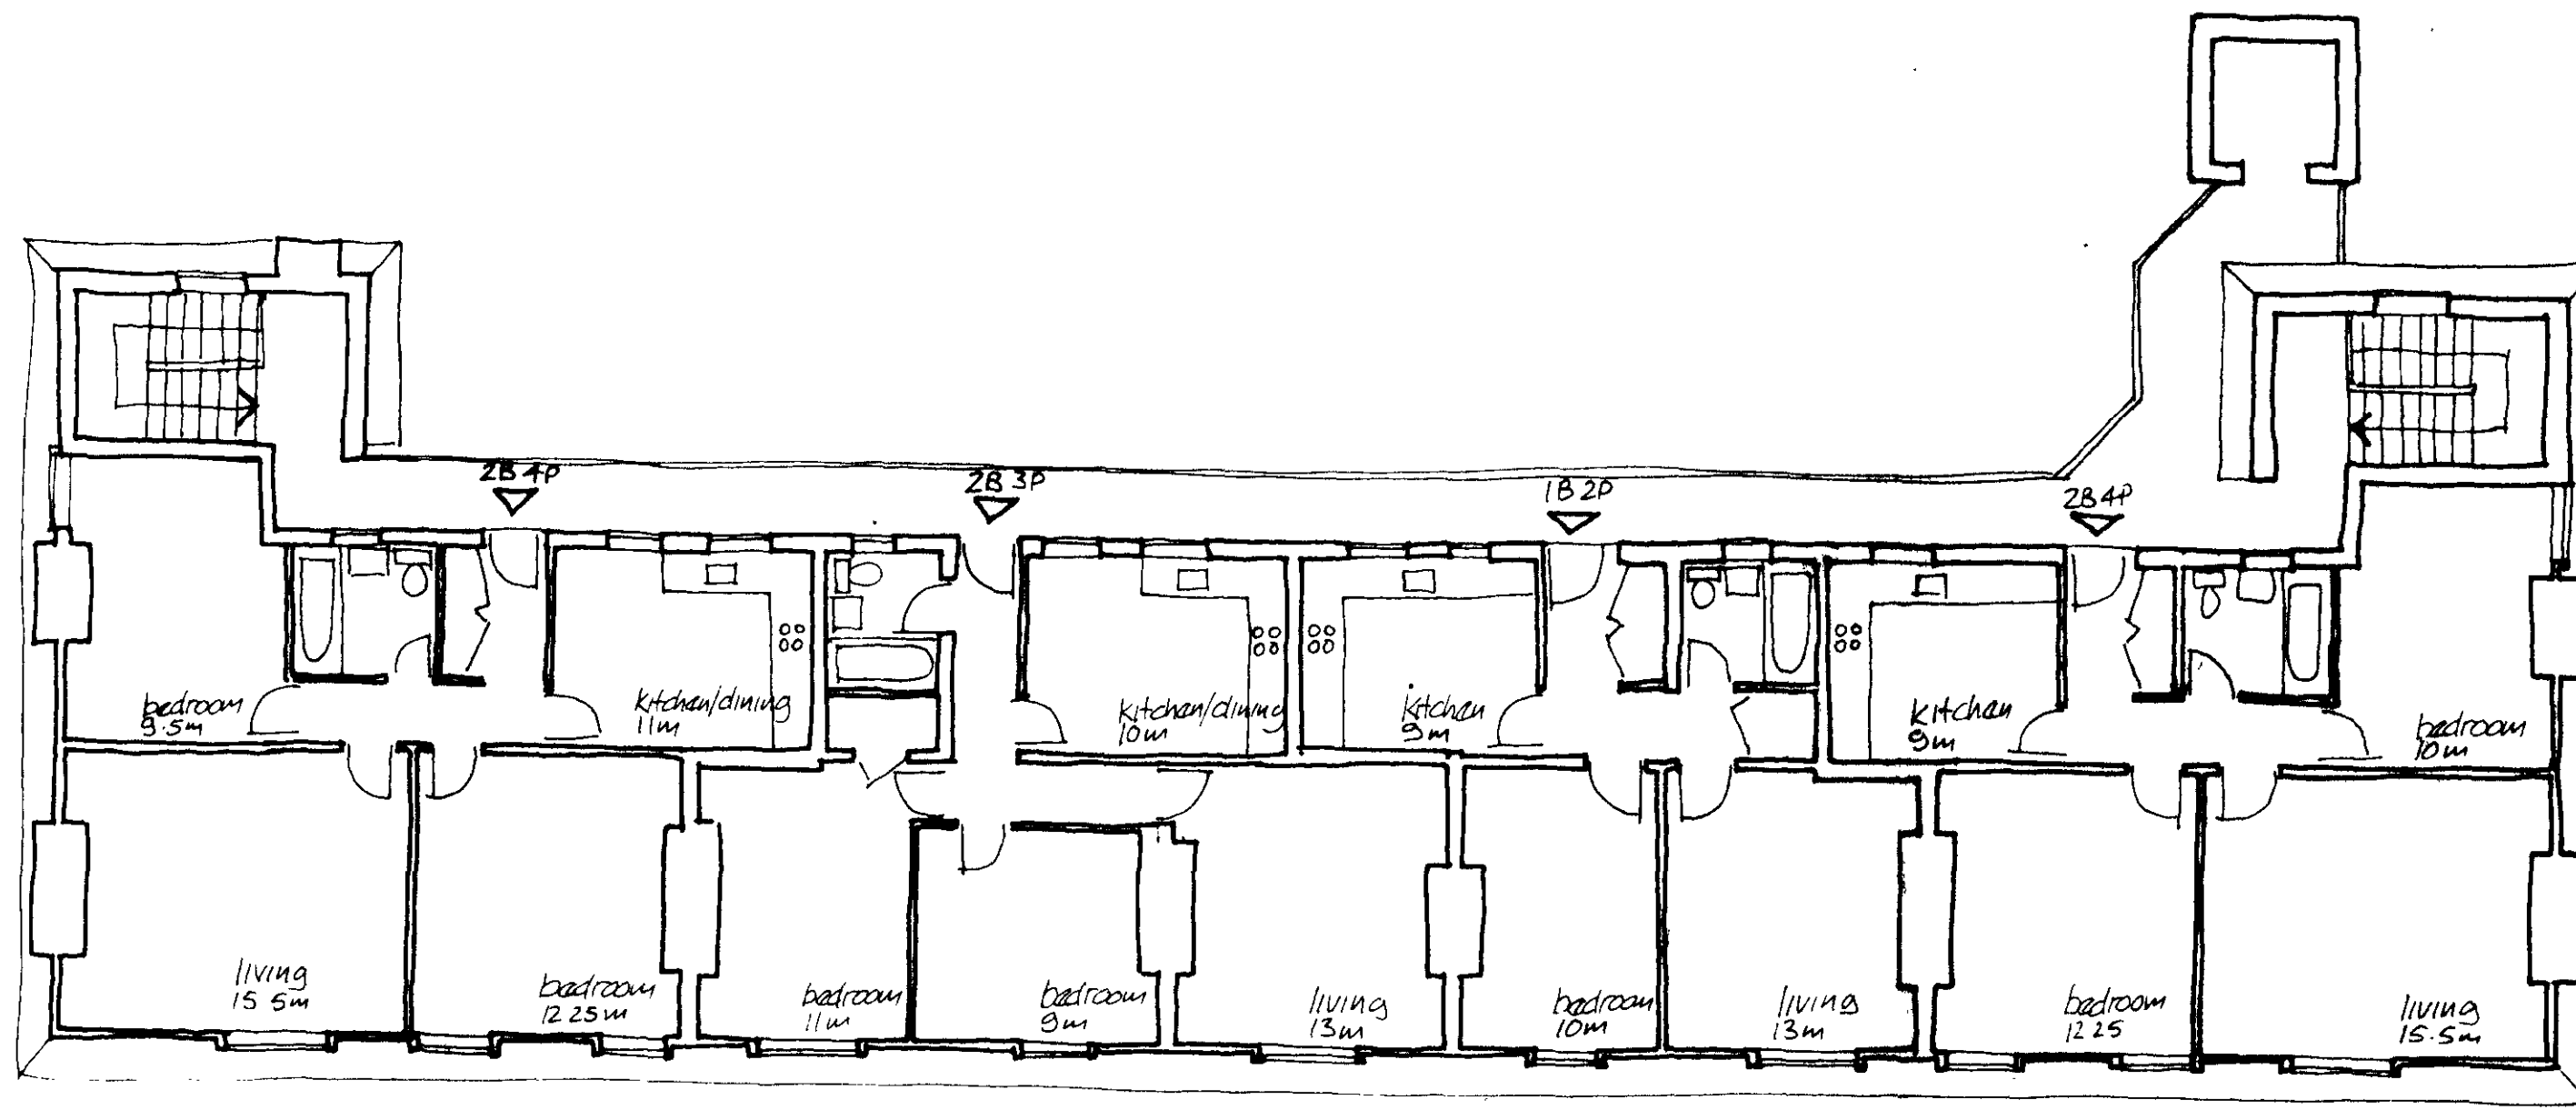 2B 4P
2B 3P
1B 2P
2B 4P
bedroom
9.5m
kitchen/dining
11m
kitchen/dining
10m
kitchen
9m
kitchen
9m
bedroom
10m
living
15 5m
bedroom
12 25m
bedroom
11m
bedroom
9m
living
13m
bedroom
10m
living
13m
bedroom
12 25
living
15.5m